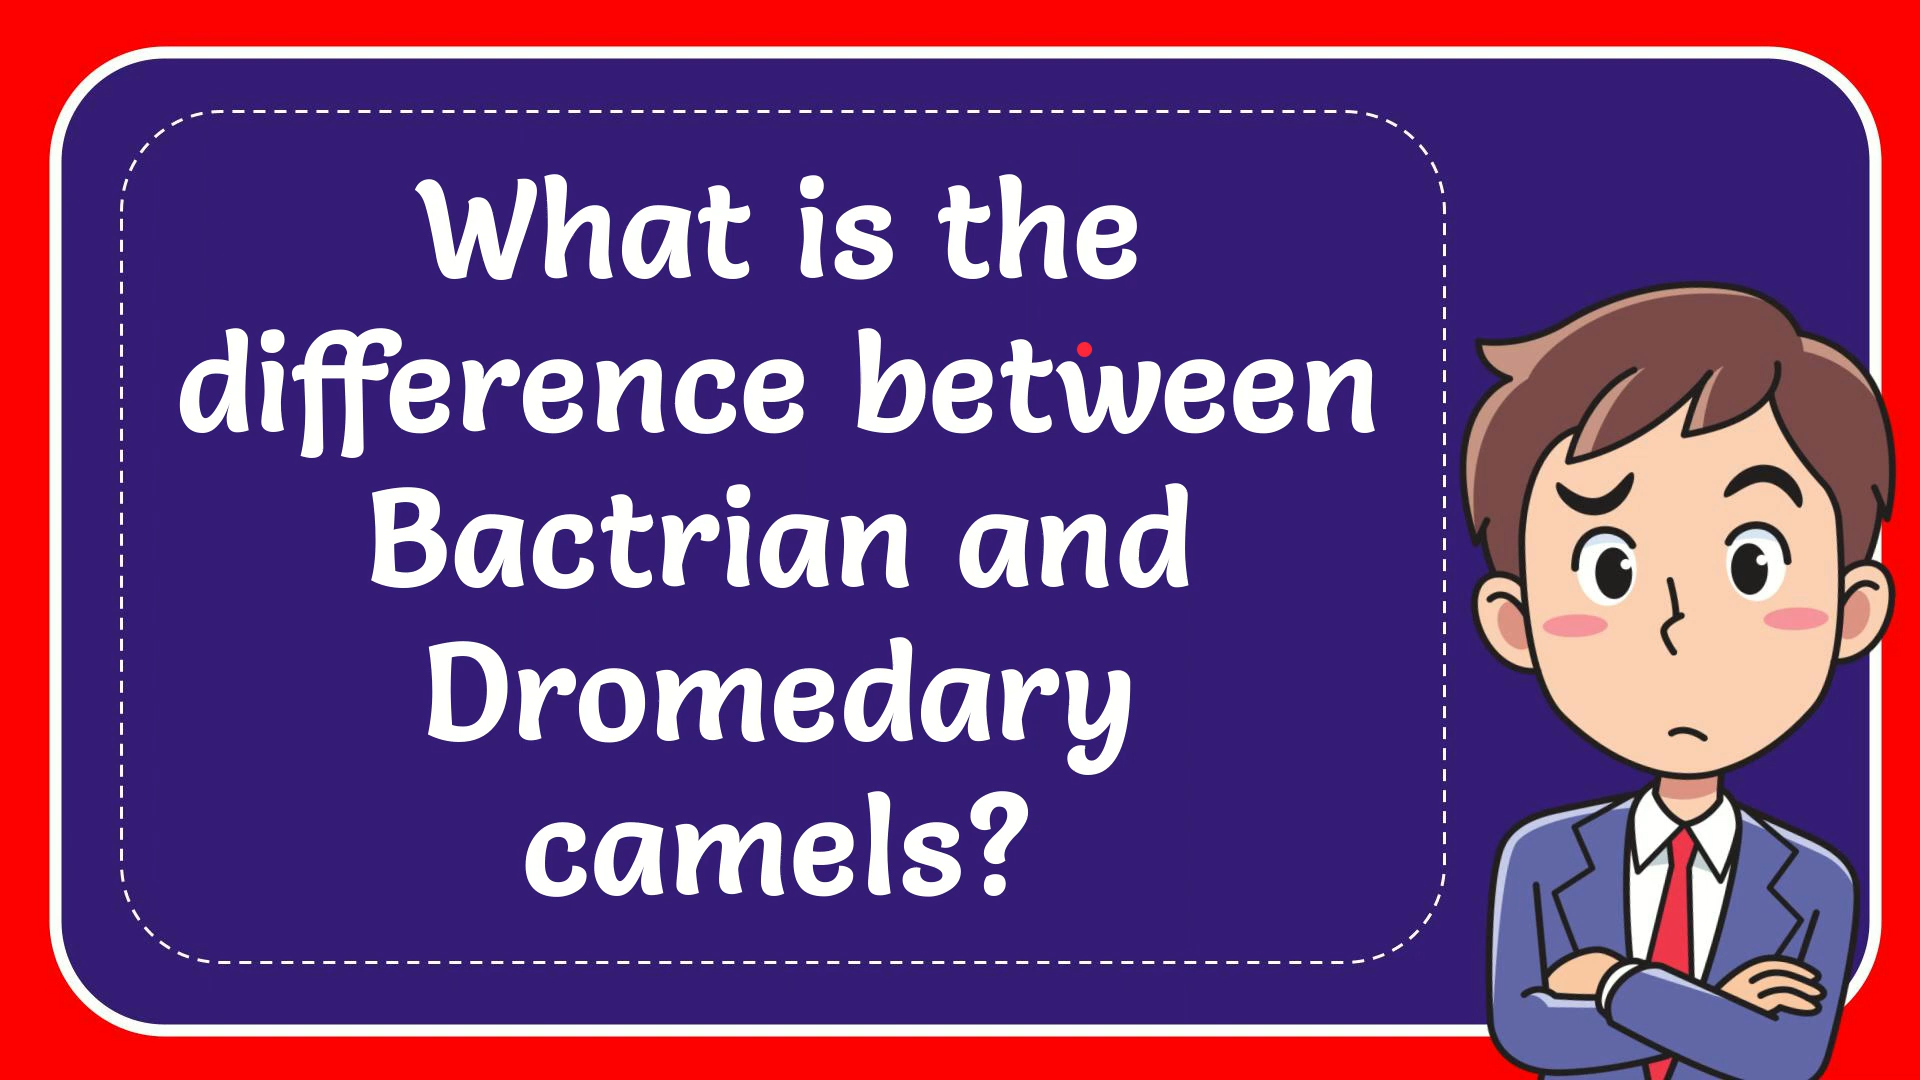 What is the
difference between
Bactrian and
Dromedary
camels?